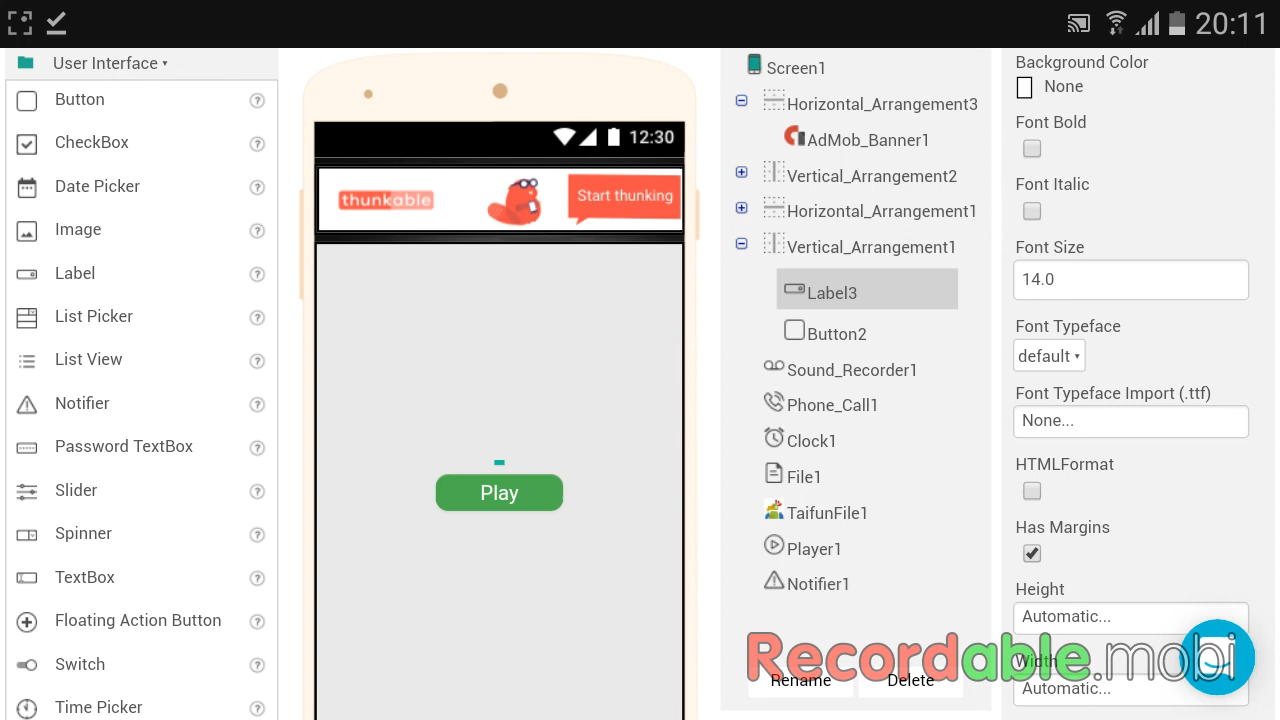 20:11
User Interface ▾
Button
CheckBox
Date Picker
Image
Label
List Picker
List View
Notifier
Password TextBox
Slider
Spinner
TextBox
Floating Action Button
Switch
Time Picker
12:30
thunkable
Start thunking
Play
Screen1
Horizontal_Arrangement3
AdMob_Banner1
Vertical_Arrangement2
Horizontal_Arrangement1
Vertical_Arrangement1
Label3
Button2
Sound_Recorder1
Phone_Call1
Clock1
File1
TaifunFile1
Player1
Notifier1
Rename
Delete
Background Color
None
Font Bold
Font Italic
Font Size
14.0
Font Typeface
default ▾
Font Typeface Import (.ttf)
None...
HTMLFormat
Has Margins
Height
Automatic...
Width
Automatic...
Recordable.mobi